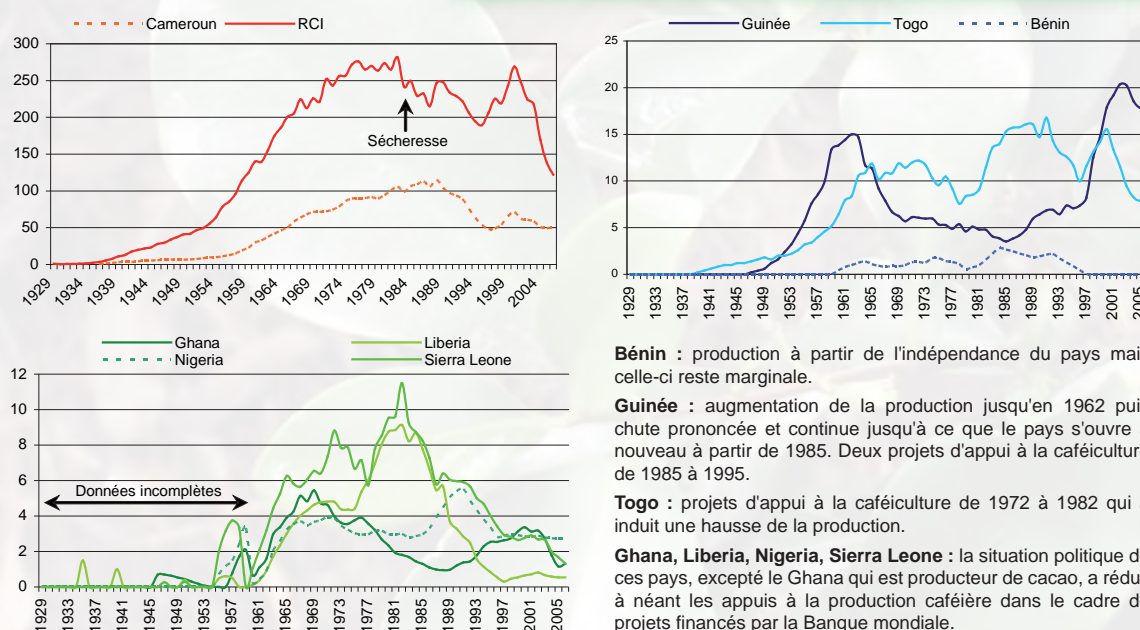 Cameroun RCI
300
250
200
150
100
50
0
Sécheresse
1929 1934 1939 1944 1949 1954 1959 1964 1969 1974 1979 1984 1989 1994 1999 2004
Guinée Togo Bénin
25
20
15
10
5
0
1929 1933 1937 1941 1945 1949 1953 1957 1961 1965 1969 1973 1977 1981 1985 1989 1993 1997 2001 2005
Ghana Liberia
Nigeria Sierra Leone
12
10
8
6
4
2
0
Données incomplètes
1929 1933 1937 1941 1945 1949 1953 1957 1961 1965 1969 1973 1977 1981 1985 1989 1993 1997 2001 2005
Bénin : production à partir de l'indépendance du pays mai
celle-ci reste marginale.
Guinée : augmentation de la production jusqu'en 1962 pui
chute prononcée et continue jusqu'à ce que le pays s'ouvre
nouveau à partir de 1985. Deux projets d'appui à la caféicultur
de 1985 à 1995.
Togo : projets d'appui à la caféiculture de 1972 à 1982 qui
induit une hausse de la production.
Ghana, Liberia, Nigeria, Sierra Leone : la situation politique d
ces pays, excepté le Ghana qui est producteur de cacao, a rédu
à néant les appuis à la production caféière dans le cadre d
projets financés par la Banque mondiale.